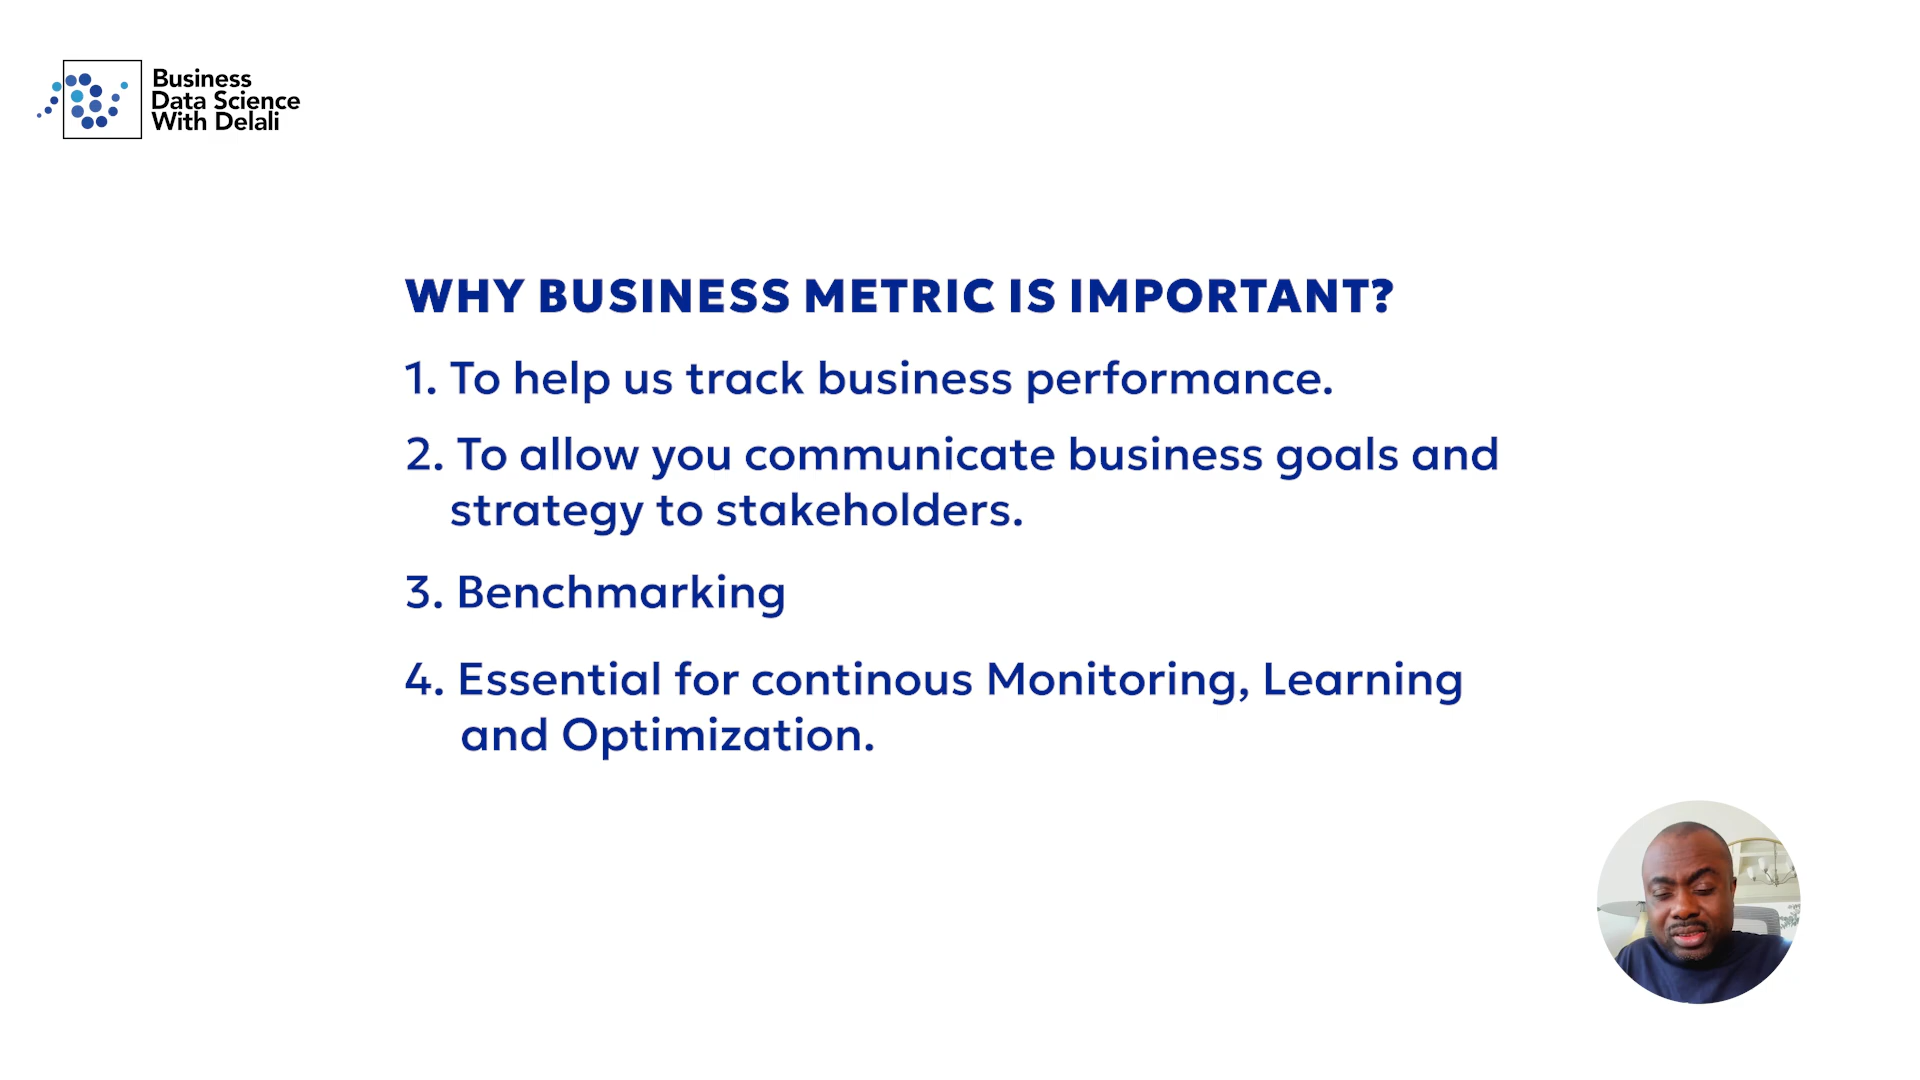 Business
Data Science
With Delali
WHY BUSINESS METRIC IS IMPORTANT?
1. To help us track business performance.
2. To allow you communicate business goals and
strategy to stakeholders.
3. Benchmarking
4. Essential for continous Monitoring, Learning
and Optimization.